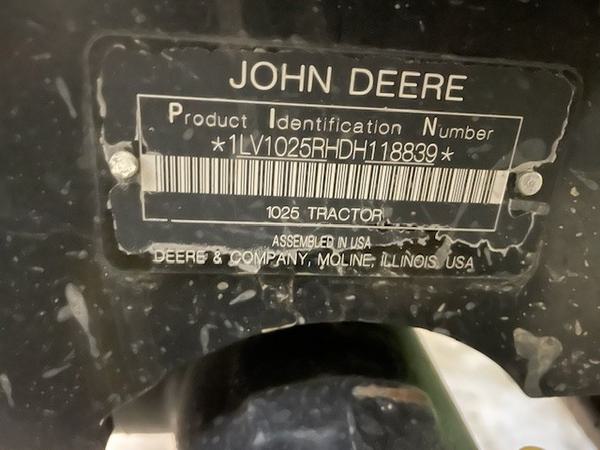 JOHN DEERE
Product Identification Number
*1LV1025RHDH118839*
1025 TRACTOR
ASSEMBLED IN USA
DEERE & COMPANY, MOLINE, ILLINOIS, USA